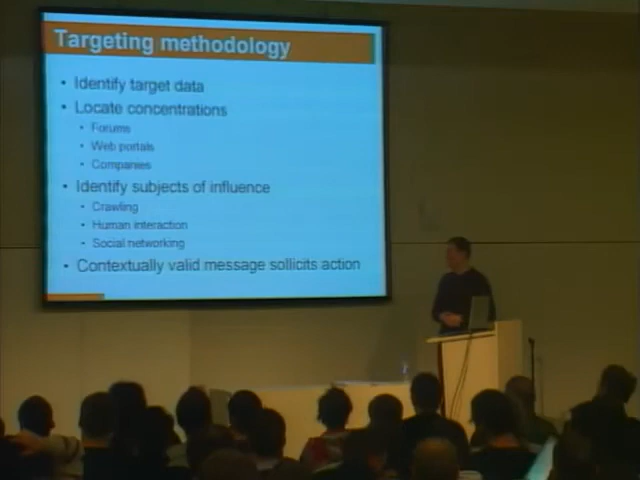 Targeting methodology
• Identify target data
• Locate concentrations
• Forums
• Web portals
• Companies
• Identify subjects of influence
• Crawling
• Human interaction
• Social networking
• Contextually valid message sollicits action